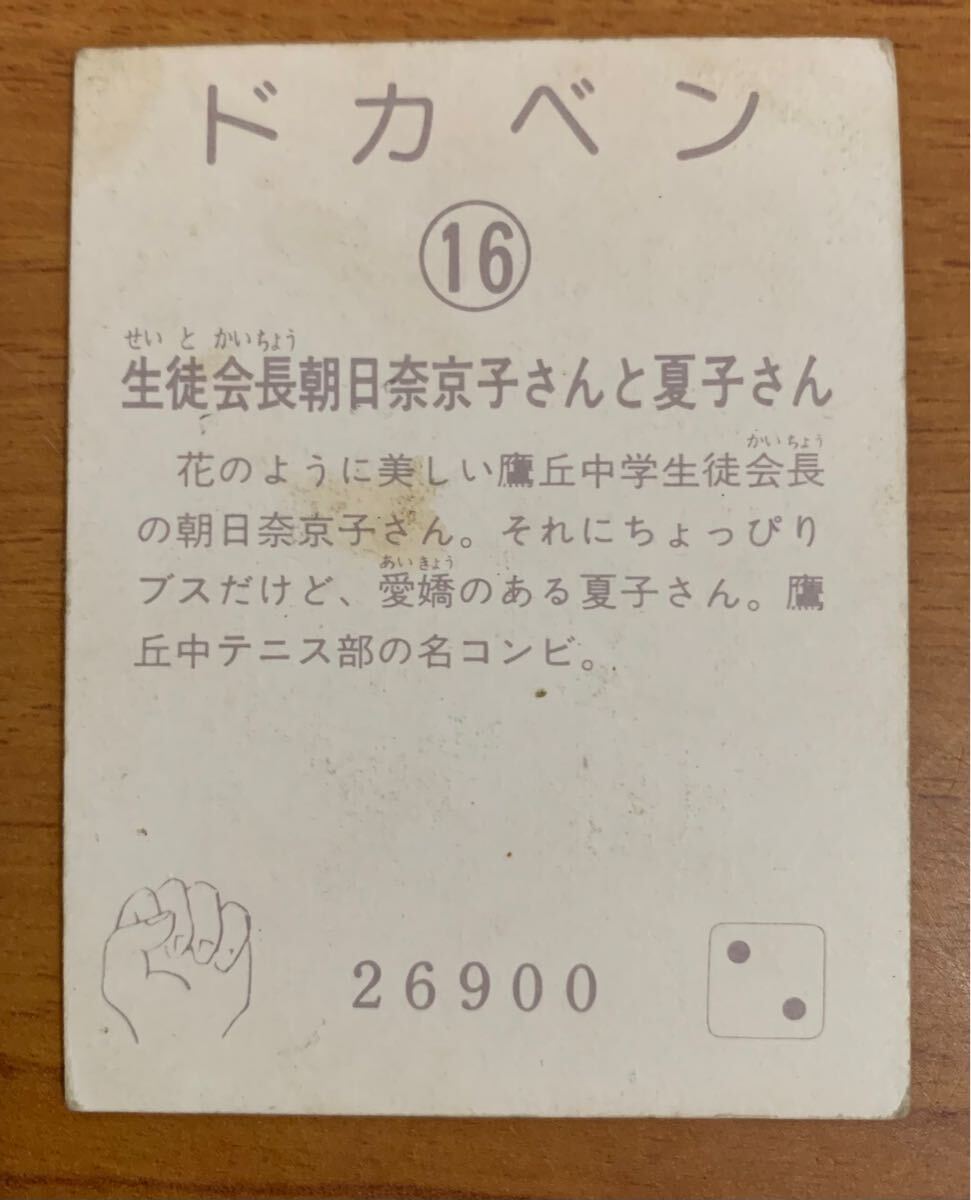 ドカベン
16
せいとかいちょう
生徒会長朝日奈京子さんと夏子さん
かいちょう
花のように美しい鷹丘中学生徒会長
の朝日奈京子さん。それにちょっぴり
あいきょう
ブスだけど、愛嬌のある夏子さん。鷹
丘中テニス部の名コンビ。
26900